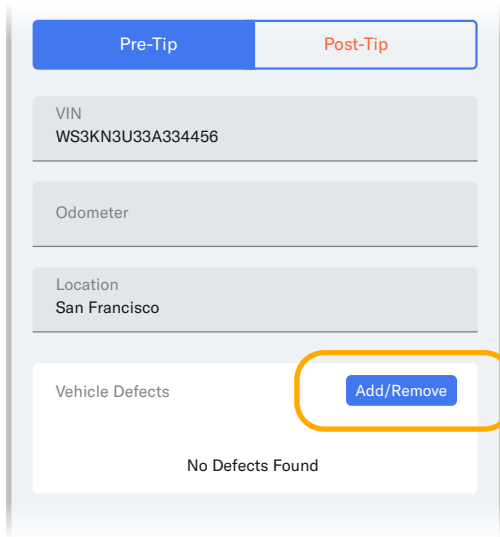 Pre-Tip Post-Tip
VIN
WS3KN3U33A334456
Odometer
Location
San Francisco
Vehicle Defects Add/Remove
No Defects Found